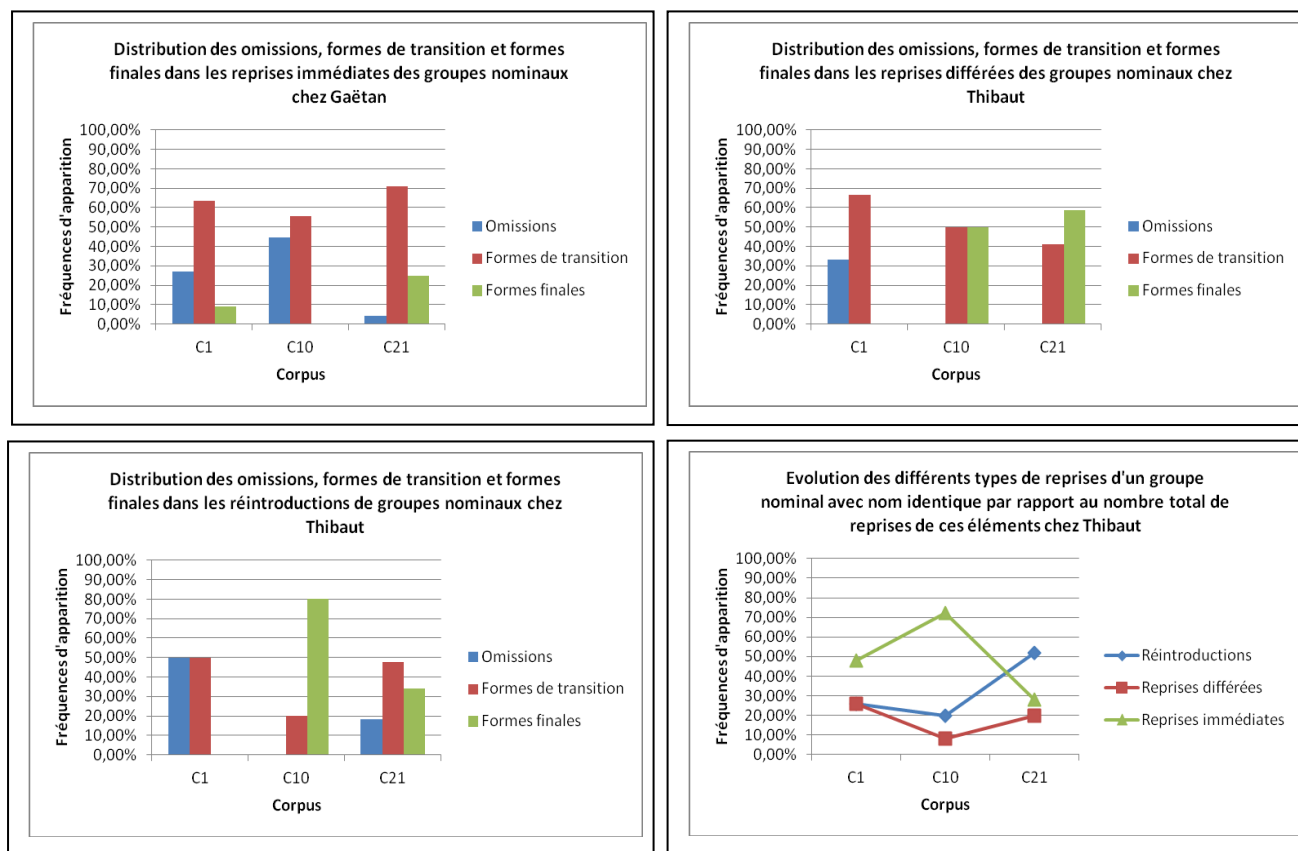 Distribution des omissions, formes de transition et formes
finales dans les reprises immédiates des groupes nominaux
chez Gaëtan
Fréquences d'apparition
100,00%
90,00%
80,00%
70,00%
60,00%
50,00%
40,00%
30,00%
20,00%
10,00%
0,00%
C1
C10
C21
Corpus
Omissions
Formes de transition
Formes finales
Distribution des omissions, formes de transition et formes
finales dans les reprises différées des groupes nominaux chez
Thibaut
Fréquences d'apparition
100,00%
90,00%
80,00%
70,00%
60,00%
50,00%
40,00%
30,00%
20,00%
10,00%
0,00%
C1
C10
C21
Corpus
Omissions
Formes de transition
Formes finales
Distribution des omissions, formes de transition et formes
finales dans les réintroductions de groupes nominaux chez
Thibaut
Fréquences d'apparition
100,00%
90,00%
80,00%
70,00%
60,00%
50,00%
40,00%
30,00%
20,00%
10,00%
0,00%
C1
C10
C21
Corpus
Omissions
Formes de transition
Formes finales
Evolution des différents types de reprises d'un groupe
nominal avec nom identique par rapport au nombre total de
reprises de ces éléments chez Thibaut
Fréquences d'apparition
100,00%
90,00%
80,00%
70,00%
60,00%
50,00%
40,00%
30,00%
20,00%
10,00%
0,00%
C1
C10
C21
Corpus
Réintroductions
Reprises différées
Reprises immédiates